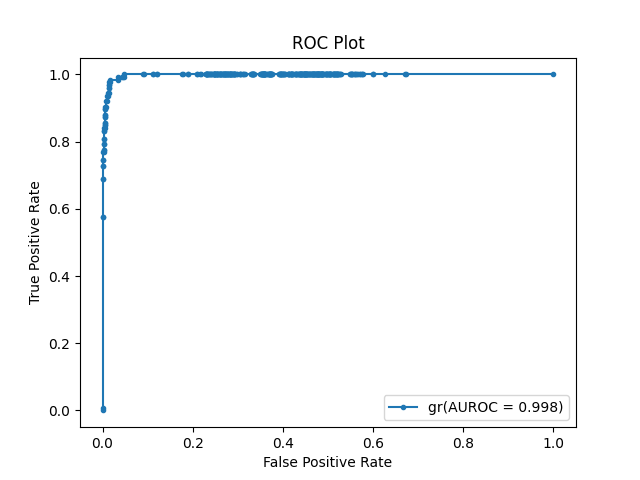 ROC Plot
1.0
0.8
0.6
0.4
0.2
0.0
True Positive Rate
gr(AUROC = 0.998)
0.0 0.2 0.4 0.6 0.8 1.0
False Positive Rate